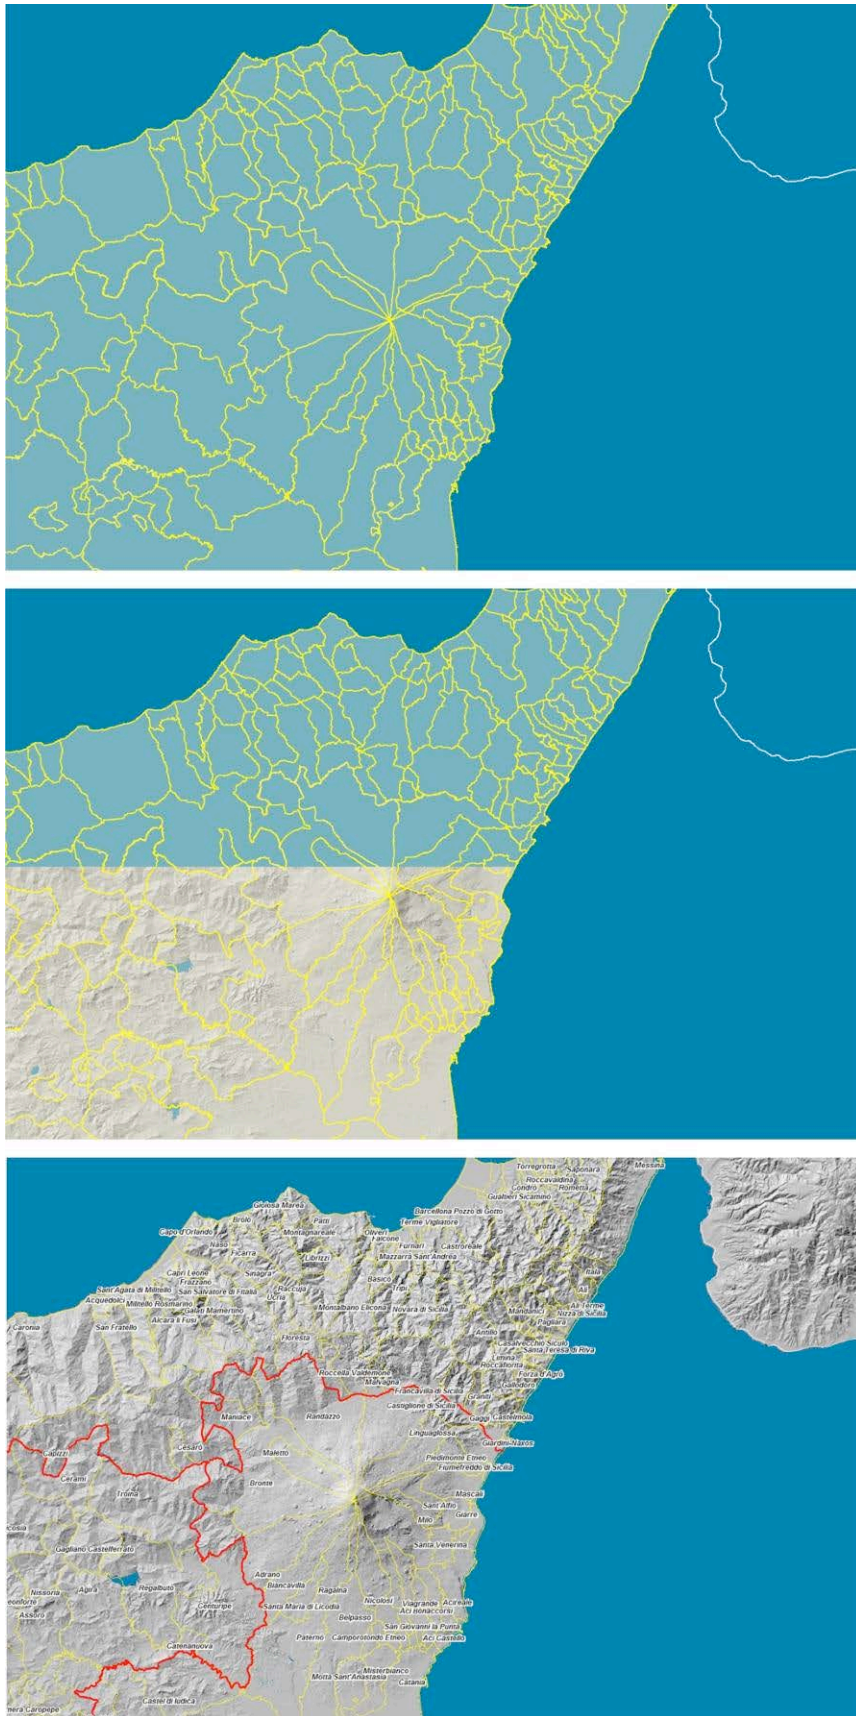 Messina
Torregrotta
Saponara
Roccavaldina
Condro Rometta
Gualtieri Sicamino
Gioiosa Marea
Barcellona Pozzo di Gotto
Brolo
Patti
Terme Vigliatore
Capo d'Orlando
Montagnareale
Oliveri
Falcone
Naso
Furnari
Castroreale
Ficarra
Librizzi
Mazzarrà Sant'Andrea
Capri Leone
Sinagra
Basicò
Itala
Frazzanò
Raccuja
Tripi
Alì
Sant'Agata di Militello
San Salvatore di Fitalia
Ucria
Acquedolci
Militello Rosmarino
Galati Mamertino
Montalbano Elicona
Novara di Sicilia
Mandanici
Alì Terme
Nizza di Sicilia
Alcara li Fusi
Pagliara
Caronia
San Fratello
Floresta
Antillo
Casalvecchio Siculo
Santa Teresa di Riva
Limina
Roccafiorita
Roccella Valdemone
Malvagna
Forza d'Agrò
Gallodoro
Francavilla di Sicilia
Graniti
Castiglione di Sicilia
Maniace
Randazzo
Gaggi
Castelmola
Linguaglossa
Giardini-Naxos
Capizzi
Cesarò
Maletto
Piedimonte Etneo
Fiumefreddo di Sicilia
Cerami
Bronte
Troina
Mascali
Sant'Alfio
Milo
Giarre
icosia
Gagliano Castelferrato
Santa Venerina
Adrano
Nissoria
Agira
Regalbuto
Biancavilla
Ragalna
eonforte
Nicolosi
Assoro
Centuripe
Santa Maria di Licodia
Viagrande
Acireale
Aci Bonaccorsi
Belpasso
San Giovanni la Punta
Catenanuova
Paternò
Camporotondo Etneo
Aci Castello
Misterbianco
Motta Sant'Anastasia
Catania
Castel di Iudica